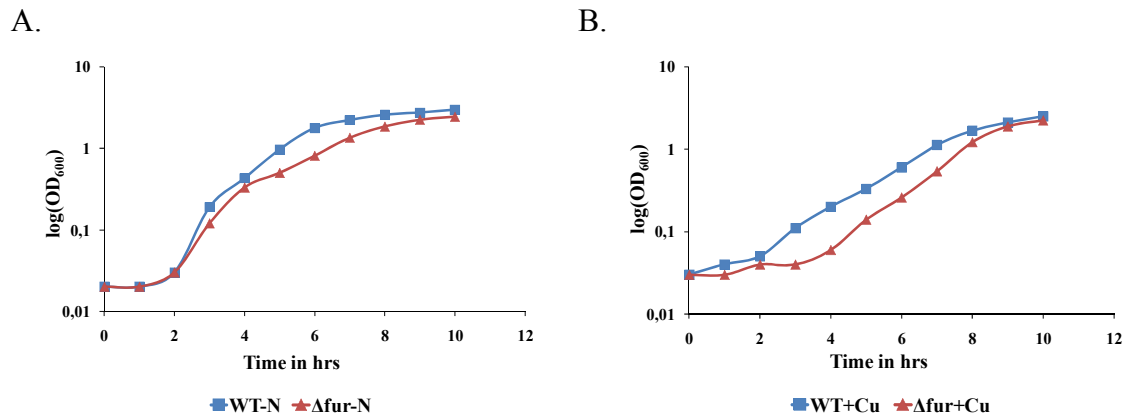 A.
10
1
0,1
0,01
log(OD600)
0 2 4 6 8 10 12
Time in hrs
WT-N Δfur-N
B.
10
1
0,1
0,01
log(OD600)
0 2 4 6 8 10 12
Time in hrs
WT+Cu Δfur+Cu